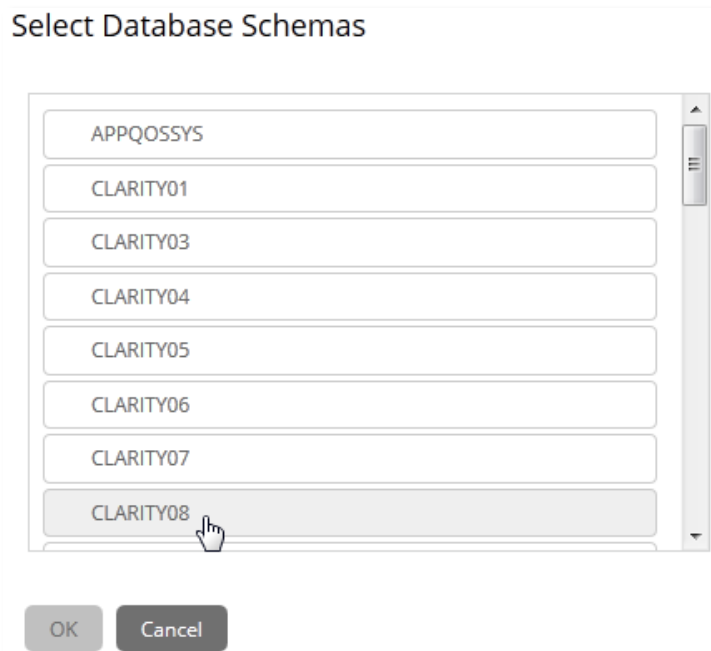 Select Database Schemas
APPQOSSYS
CLARITY01
CLARITY03
CLARITY04
CLARITY05
CLARITY06
CLARITY07
CLARITY08
OK
Cancel